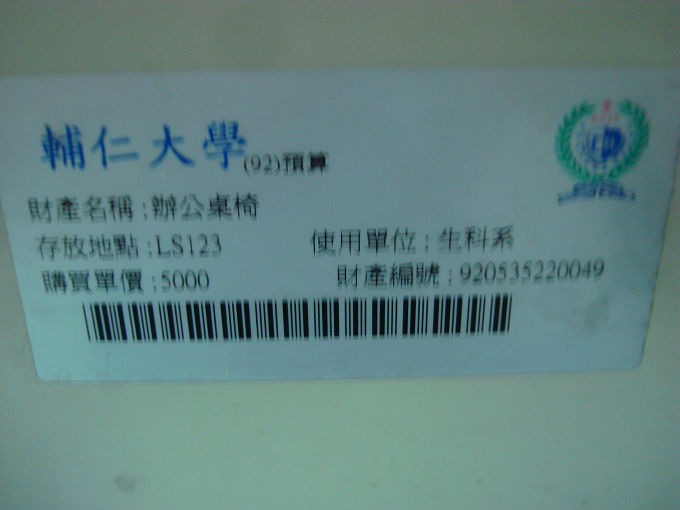 輔仁大學 (92)預算
財產名稱：辦公桌椅
存放地點：LS123 使用單位：生科系
購買單價：5000 財產編號：920535220049